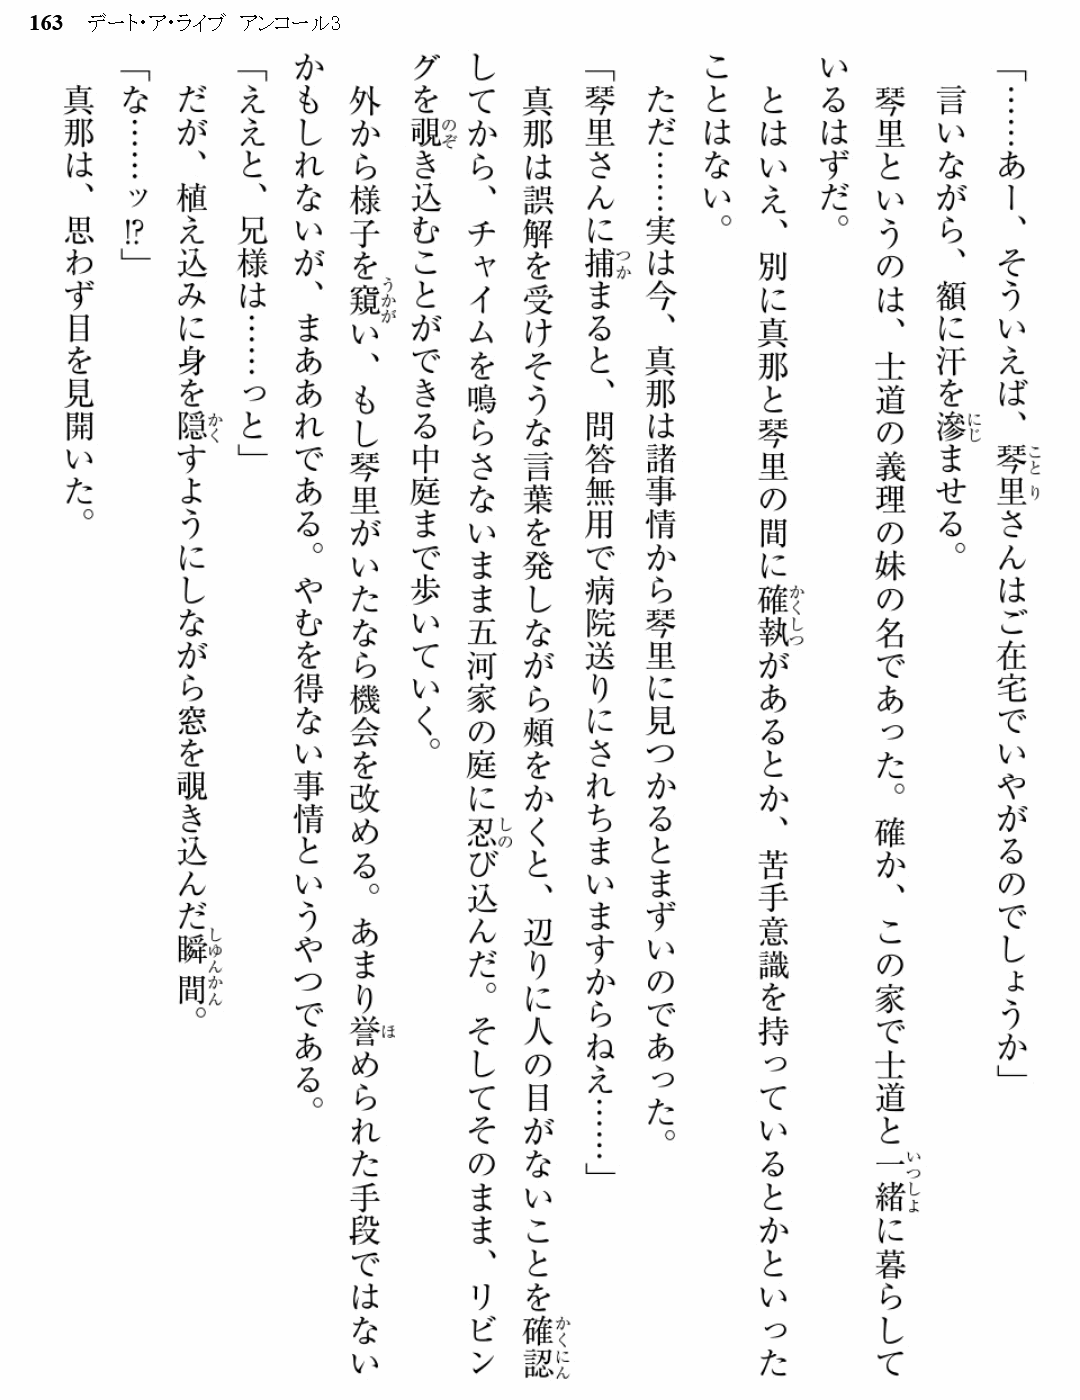 163 デート・ア・ライブ アンコール3
「……あー、そういえば、琴里さんはご在宅でいやがるのでしょうか」
言いながら、額に汗を滲ませる。
琴里というのは、士道の義理の妹の名であった。確か、この家で士道と一緒に暮らして
いるはずだ。
とはいえ、別に真那と琴里の間に確執があるとか、苦手意識を持っているとかといった
ことはない。
ただ……実は今、真那は諸事情から琴里に見つかるとまずいのであった。
「琴里さんに捕まると、問答無用で病院送りにされちまいますからねえ……」
真那は誤解を受けそうな言葉を発しながら頰をかくと、辺りに人の目がないことを確認
してから、チャイムを鳴らさないまま五河家の庭に忍び込んだ。そしてそのまま、リビン
グを覗き込むことができる中庭まで歩いていく。
外から様子を窺い、もし琴里がいたなら機会を改める。あまり誉められた手段ではない
かもしれないが、まああれである。やむを得ない事情というやつである。
「ええと、兄様は……っと」
だが、植え込みに身を隠すようにしながら窓を覗き込んだ瞬間。
「な……ッ!?」
真那は、思わず目を見開いた。